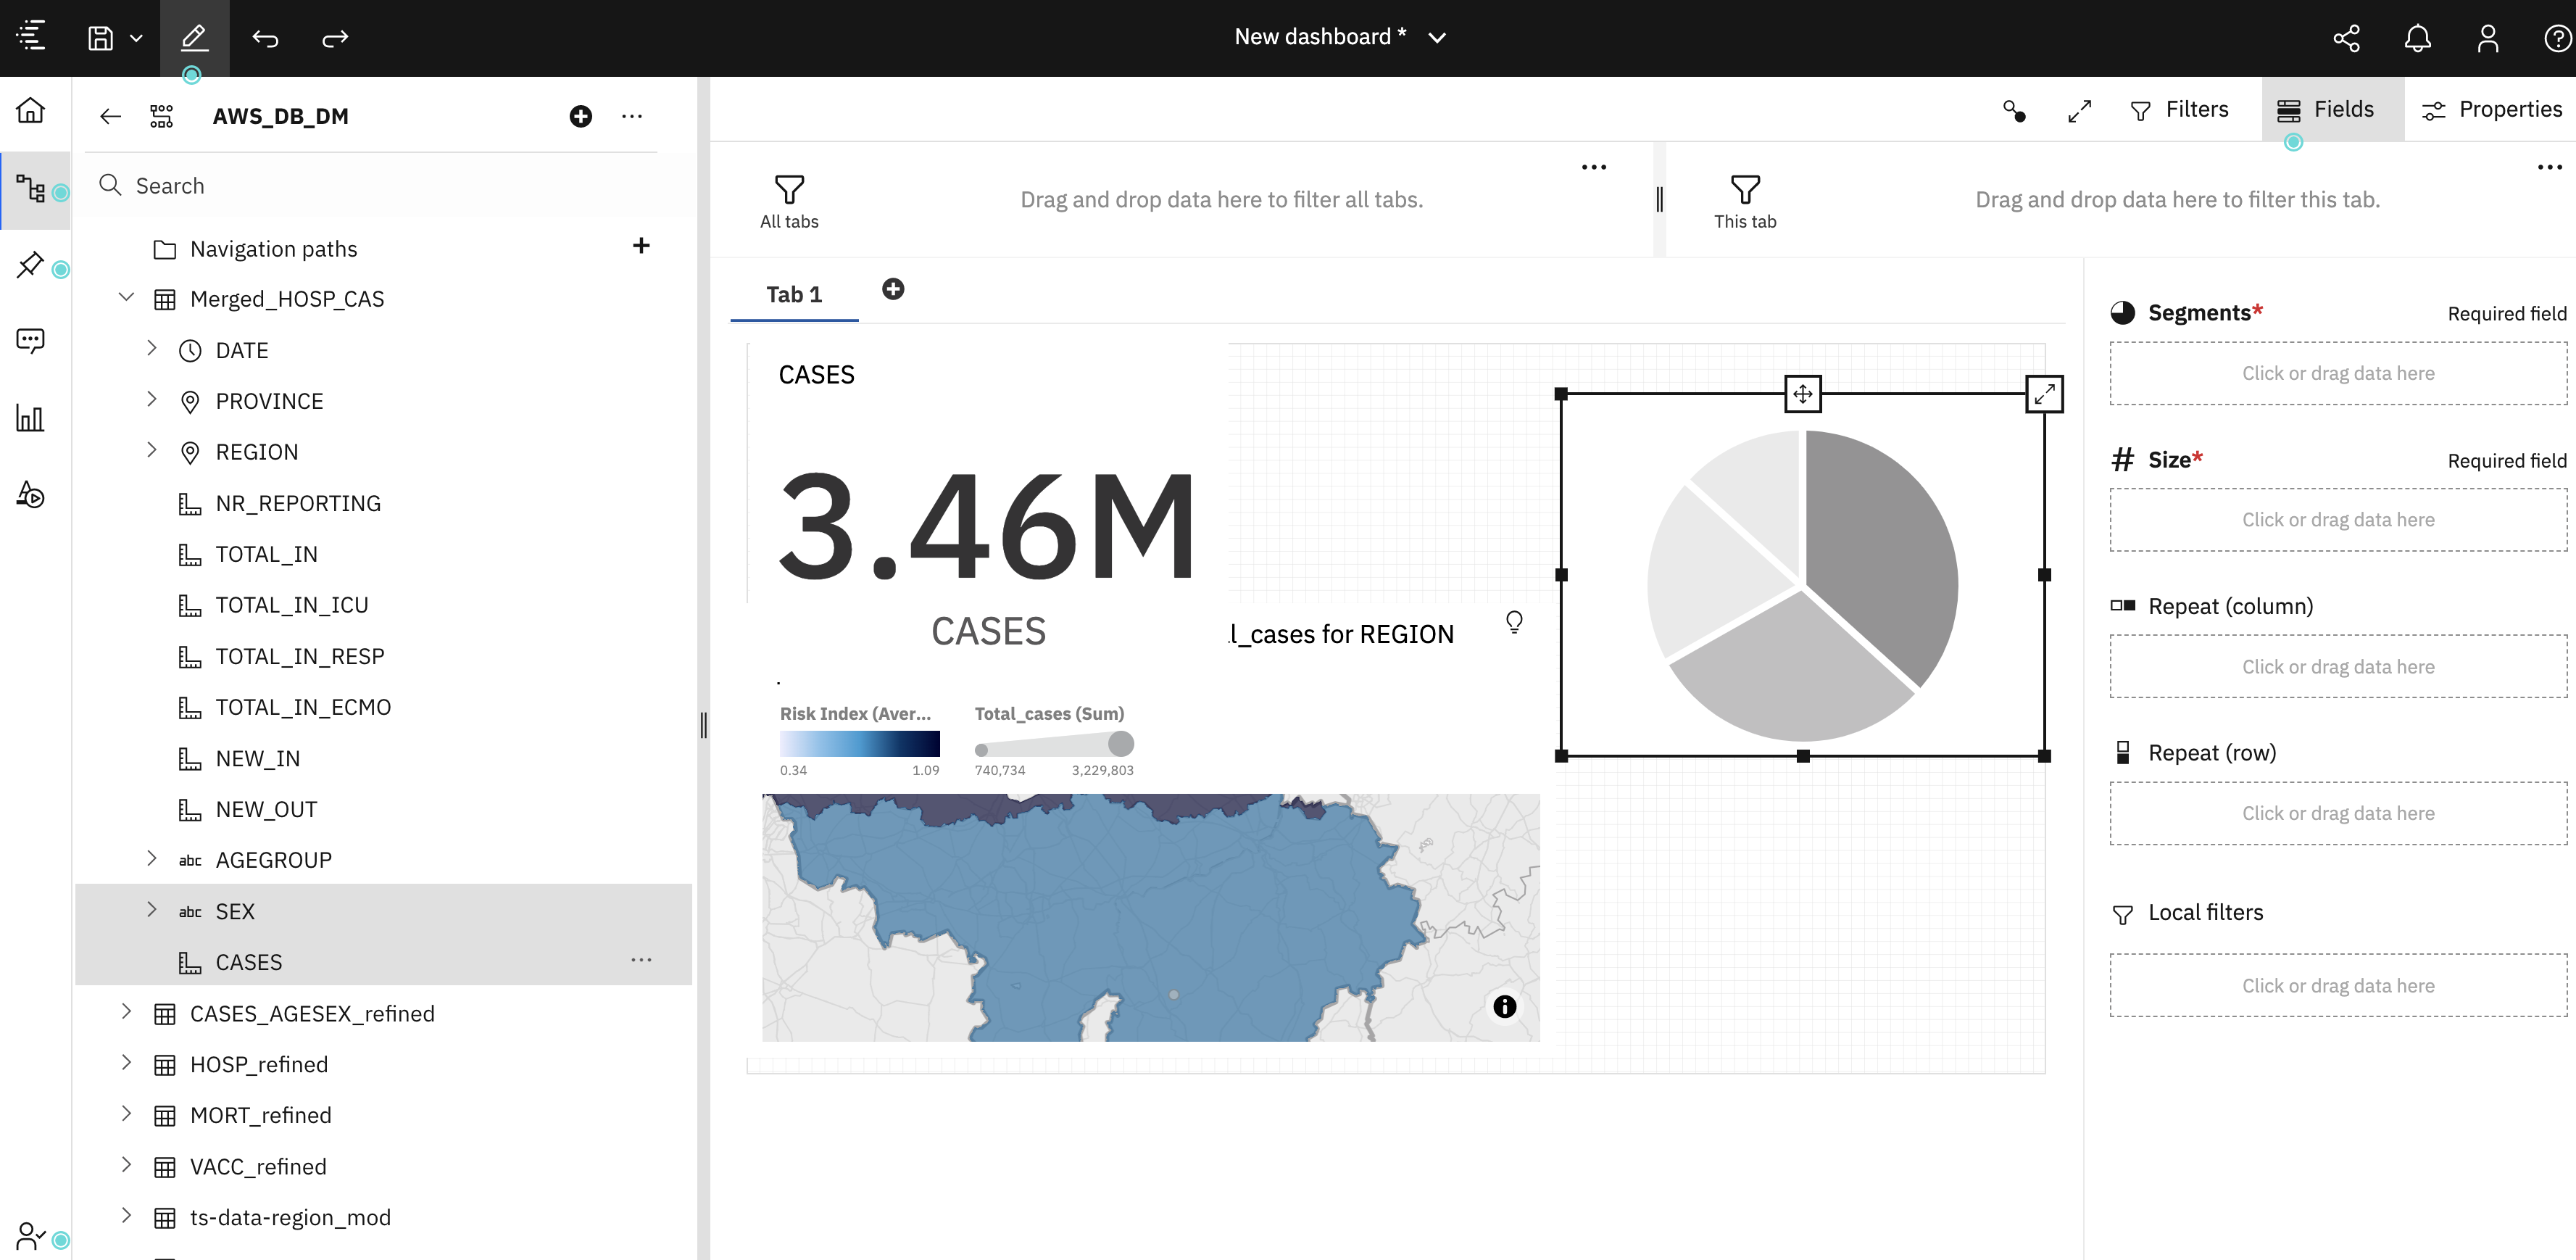 New dashboard *
AWS_DB_DM
Search
Navigation paths
Merged_HOSP_CAS
DATE
PROVINCE
REGION
NR_REPORTING
TOTAL_IN
TOTAL_IN_ICU
TOTAL_IN_RESP
TOTAL_IN_ECMO
NEW_IN
NEW_OUT
abc AGEGROUP
abc SEX
CASES
CASES_AGESEX_refined
HOSP_refined
MORT_refined
VACC_refined
ts-data-region_mod
Filters
Fields
Properties
All tabs
Drag and drop data here to filter all tabs.
This tab
Drag and drop data here to filter this tab.
Tab 1
CASES
3.46M
CASES
l_cases for REGION
Risk Index (Aver...
0.34 1.09
Total_cases (Sum)
740,734 3,229,803
Segments* Required field
Click or drag data here
# Size* Required field
Click or drag data here
Repeat (column)
Click or drag data here
Repeat (row)
Click or drag data here
Local filters
Click or drag data here